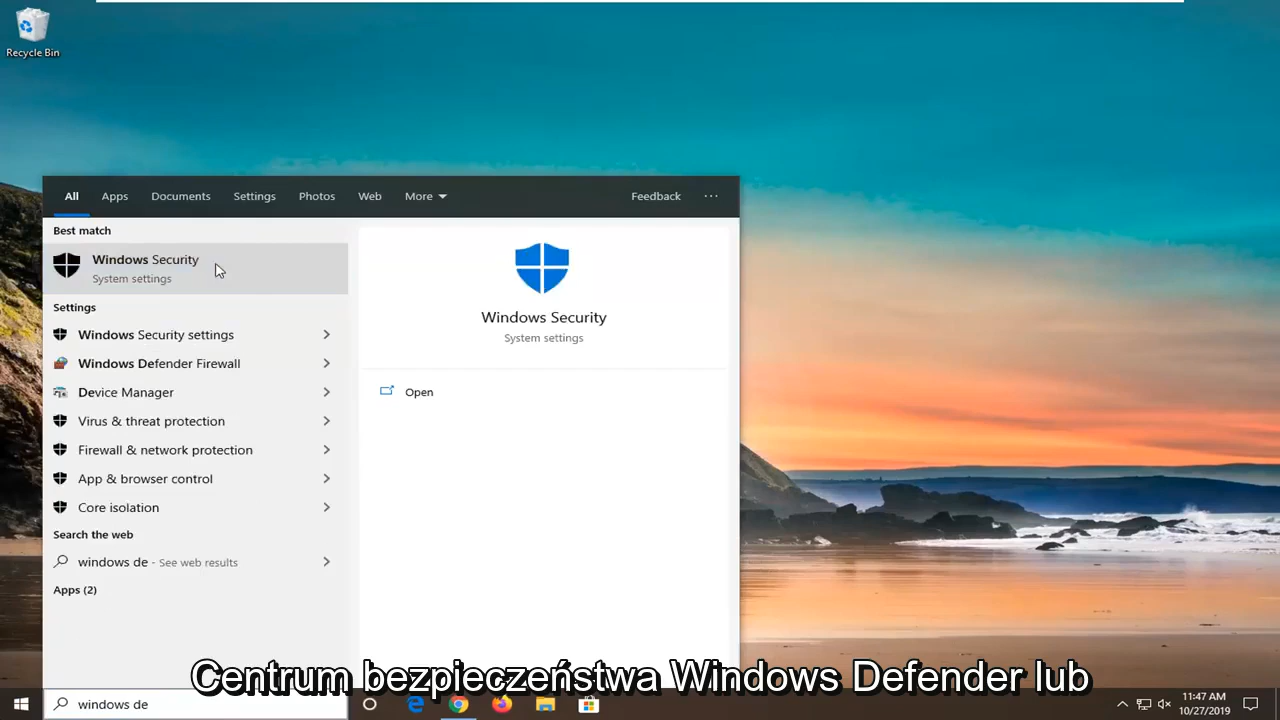 Recycle Bin
All
Apps
Documents
Settings
Photos
Web
More
Feedback
Best match
Windows Security
System settings
Settings
Windows Security settings
Windows Defender Firewall
Device Manager
Virus & threat protection
Firewall & network protection
App & browser control
Core isolation
Search the web
windows de - See web results
Apps (2)
Windows Security
System settings
Open
Centrum bezpieczeństwa Windows Defender lub
windows de
11:47 AM
10/27/2019